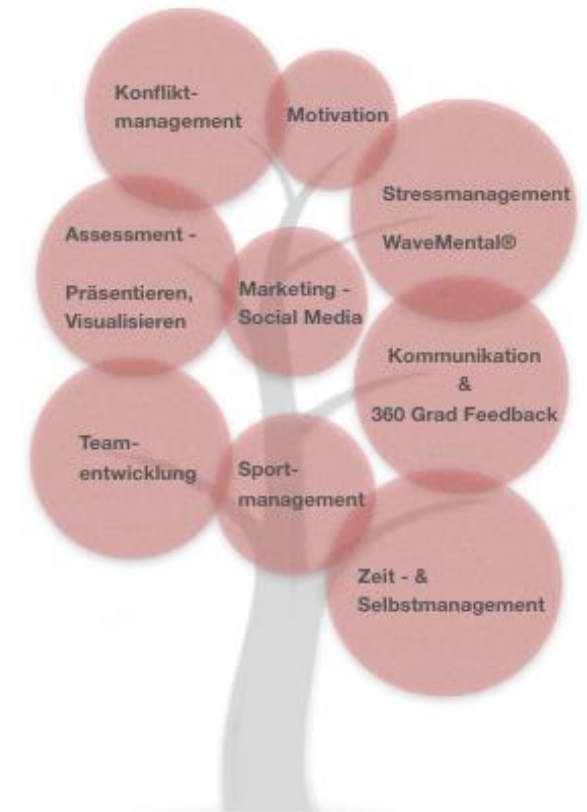 Konflikt-
management
Motivation
Stressmanagement
WaveMental®
Assessment -
Präsentieren,
Visualisieren
Marketing -
Social Media
Kommunikation
&
360 Grad Feedback
Team-
entwicklung
Sport-
management
Zeit - &
Selbstmanagement